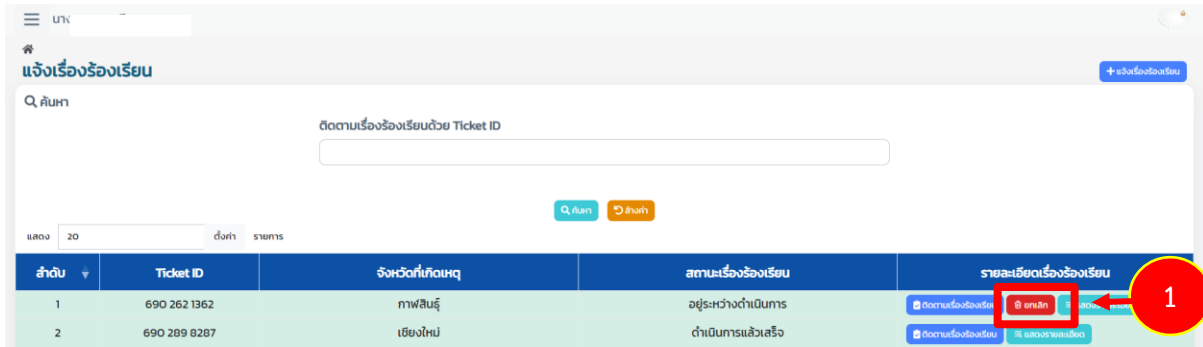 แจ้งเรื่องร้องเรียน
+ แจ้งเรื่องร้องเรียน
ค้นหา
ติดตามเรื่องร้องเรียนด้วย Ticket ID
ค้นหา ล้างค่า
แสดง 20 ตั้งค่า รายการ
ลำดับ Ticket ID จังหวัดที่เกิดเหตุ สถานะเรื่องร้องเรียน รายละเอียดเรื่องร้องเรียน
1 690 262 1362 กาฬสินธุ์ อยู่ระหว่างดำเนินการ ติดตามเรื่องร้องเรียน ยกเลิก
1
2 690 289 8287 เชียงใหม่ ดำเนินการแล้วเสร็จ ติดตามเรื่องร้องเรียน แสดงรายละเอียด